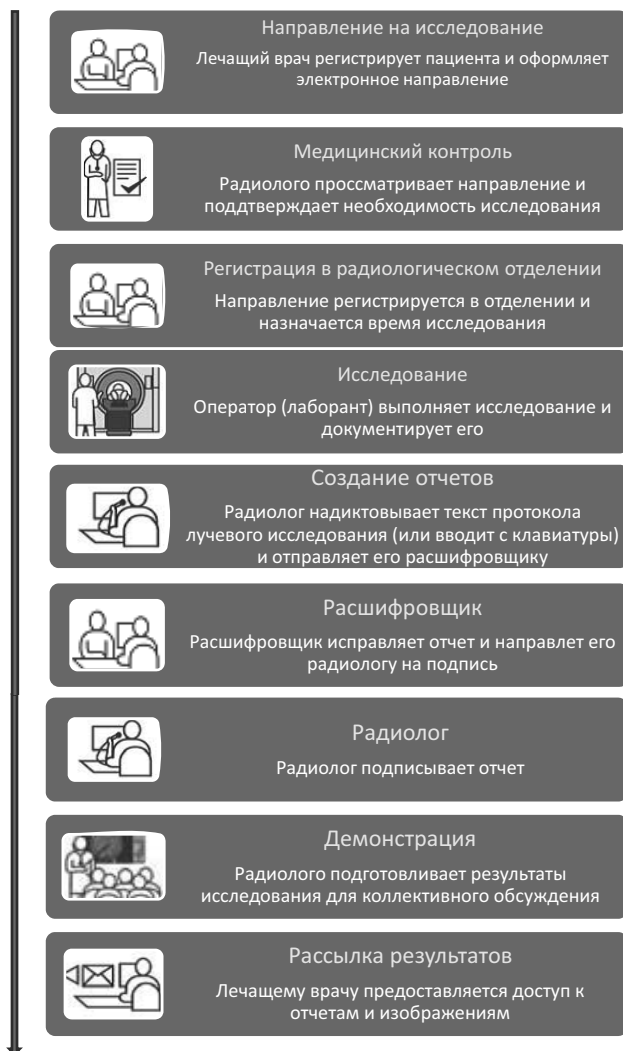 Направление на исследование
Лечащий врач регистрирует пациента и оформляет
электронное направление
Медицинский контроль
Радиолого проссматривает направление и
поддтверждает необходимость исследования
Регистрация в радиологическом отделении
Направление регистрируется в отделении и
назначается время исследования
Исследование
Оператор (лаборант) выполняет исследование и
документирует его
Создание отчетов
Радиолог надиктовывает текст протокола
лучевого исследования (или вводит с клавиатуры)
и отправляет его расшифровщику
Расшифровщик
Расшифровщик исправляет отчет и направлет его
радиологу на подпись
Радиолог
Радиолог подписывает отчет
Демонстрация
Радиолого подготовливает результаты
исследования для коллективного обсуждения
Рассылка результатов
Лечащему врачу предоставляется доступ к
отчетам и изображениям